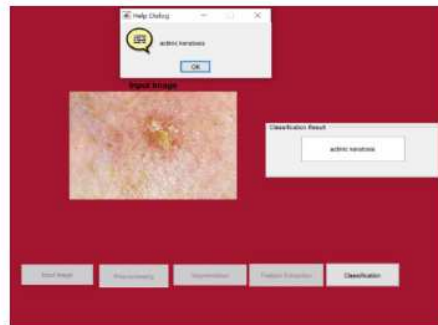 Help Dialog
actinic keratosis
OK
Input Image
Classification Result
actinic keratosis
Input Image
Preprocessing
Segmentation
Feature Extraction
Classification